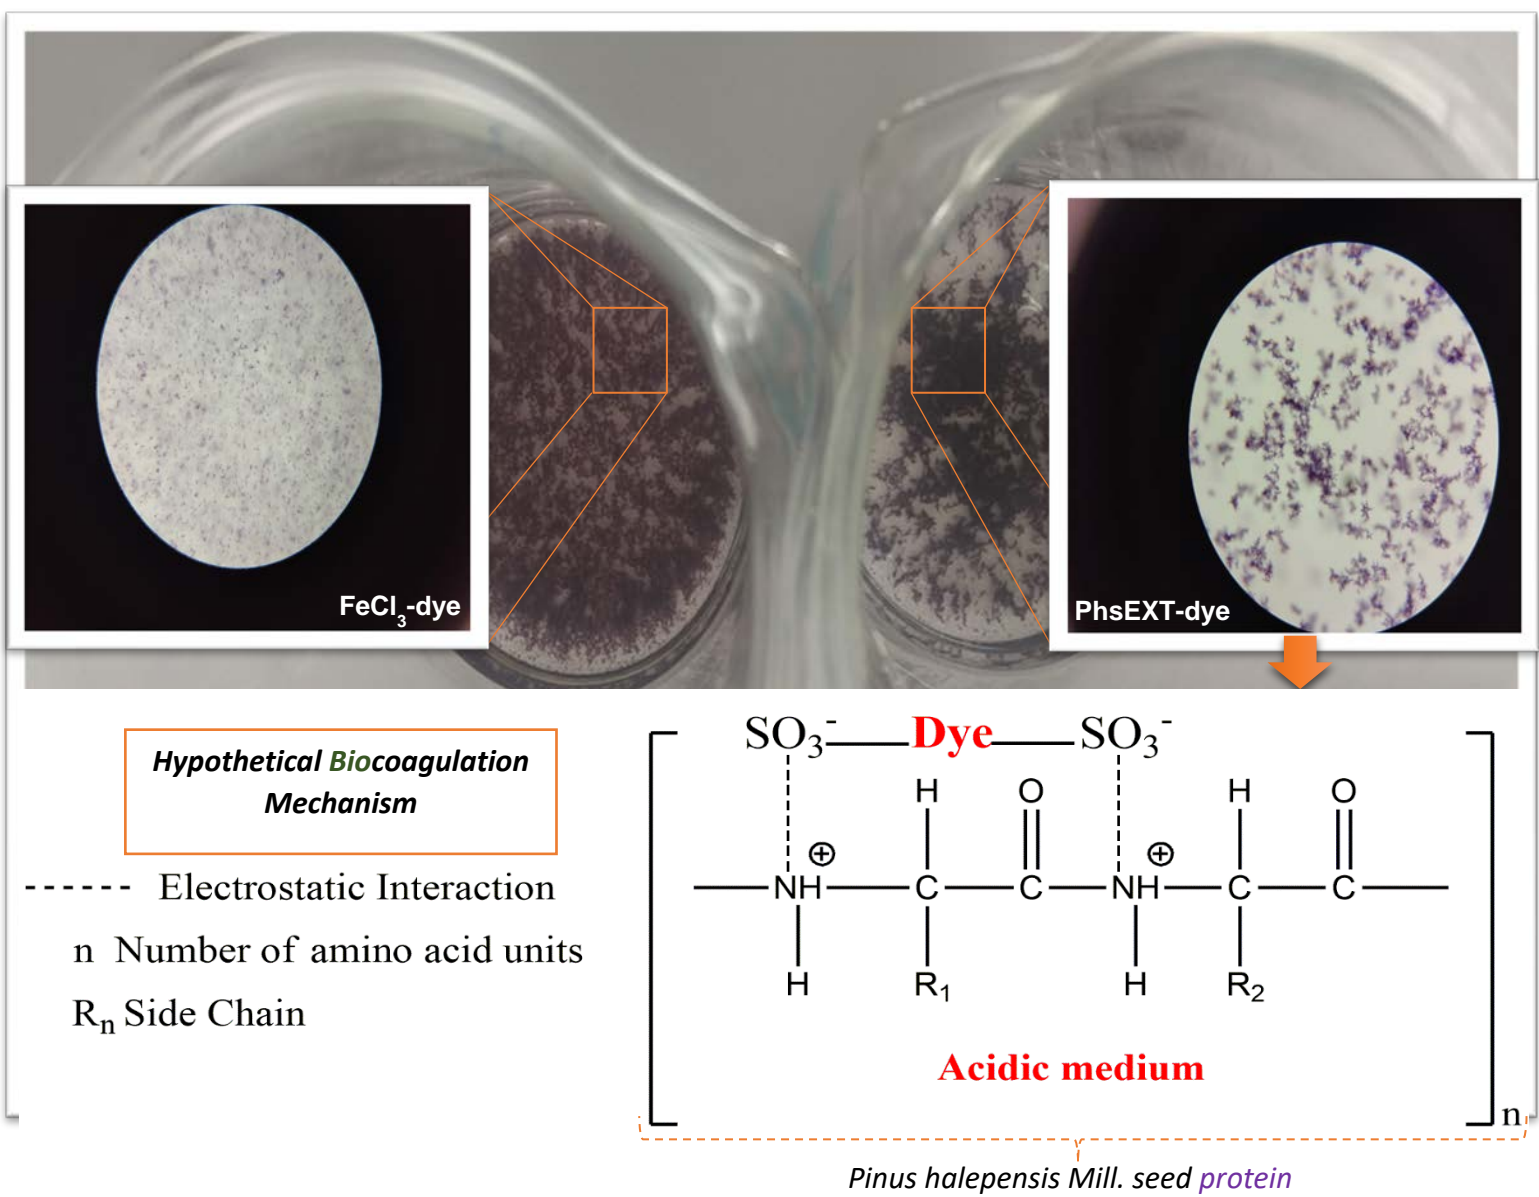 FeCl₃-dye
PhsEXT-dye
Hypothetical Biocoagulation
Mechanism
------ Electrostatic Interaction
n Number of amino acid units
Rₙ Side Chain
SO₃⁻ Dye SO₃⁻
H O H O
⊕ ⊕
NH C C NH C C
H R₁ H R₂
Acidic medium
n
Pinus halepensis Mill. seed protein